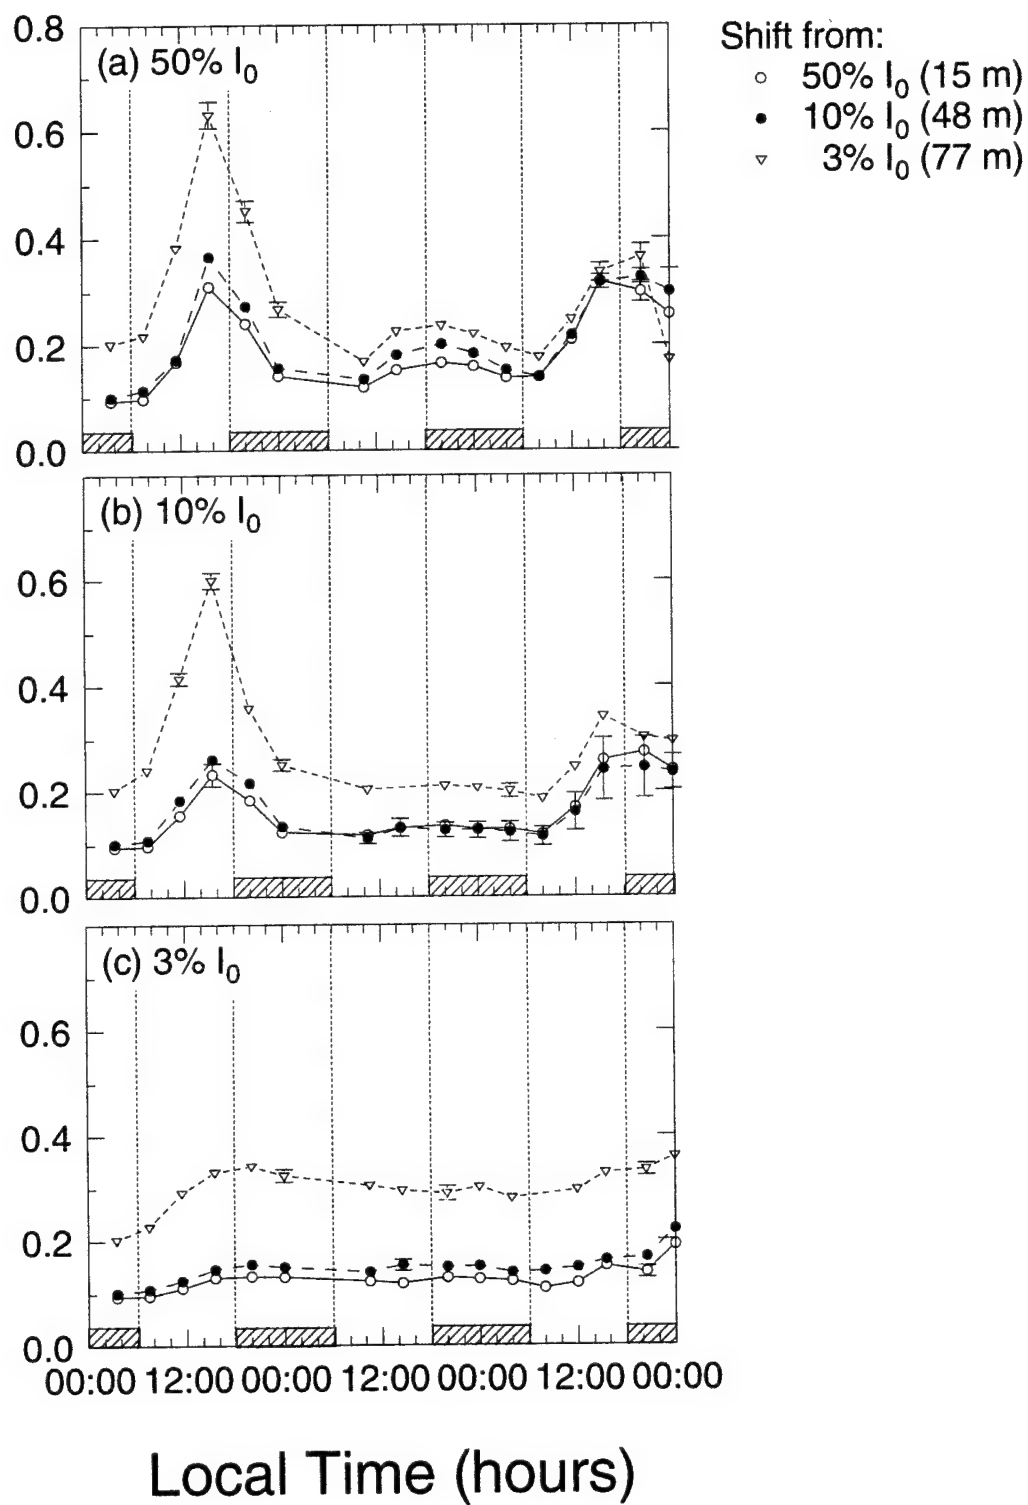 Shift from:
50% I0 (15 m)
10% I0 (48 m)
3% I0 (77 m)
0.8
(a) 50% I0
0.6
0.4
0.2
0.0
(b) 10% I0
0.6
0.4
0.2
0.0
(c) 3% I0
0.6
0.4
0.2
0.0
00:00 12:00 00:00 12:00 00:00 12:00 00:00
Local Time (hours)